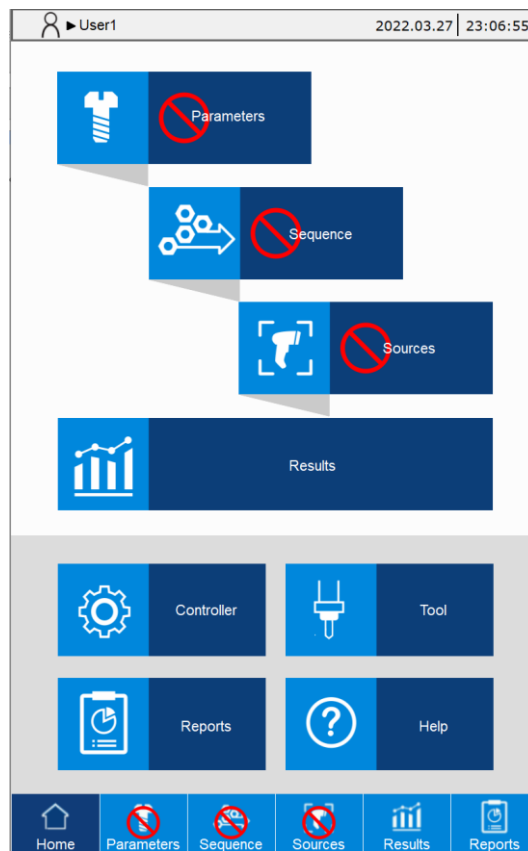 ►User1 2022.03.27 23:06:55
Parameters
Sequence
Sources
Results
Controller Tool
Reports Help
Home Parameters Sequence Sources Results Reports